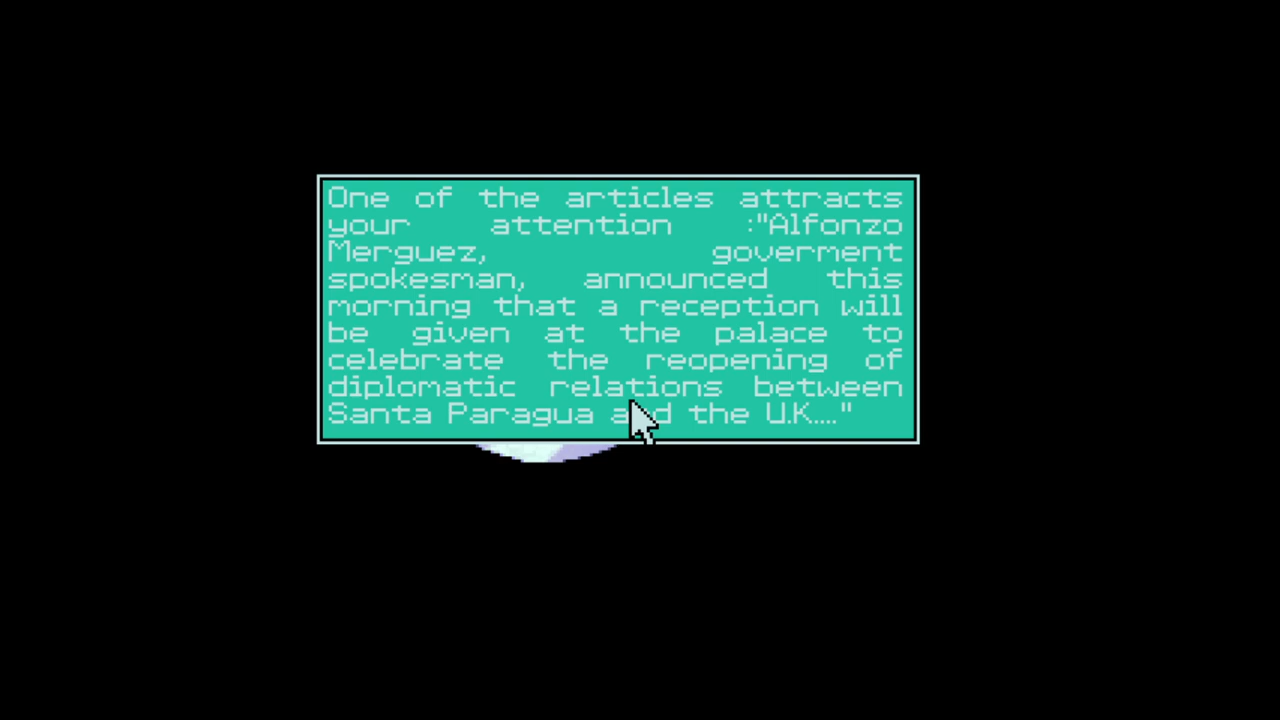 One of the articles attracts
your attention :"Alfonzo
Merguez, goverment
spokesman, announced this
morning that a reception will
be given at the palace to
celebrate the reopening of
diplomatic relations between
Santa Paragua and the U.K...."